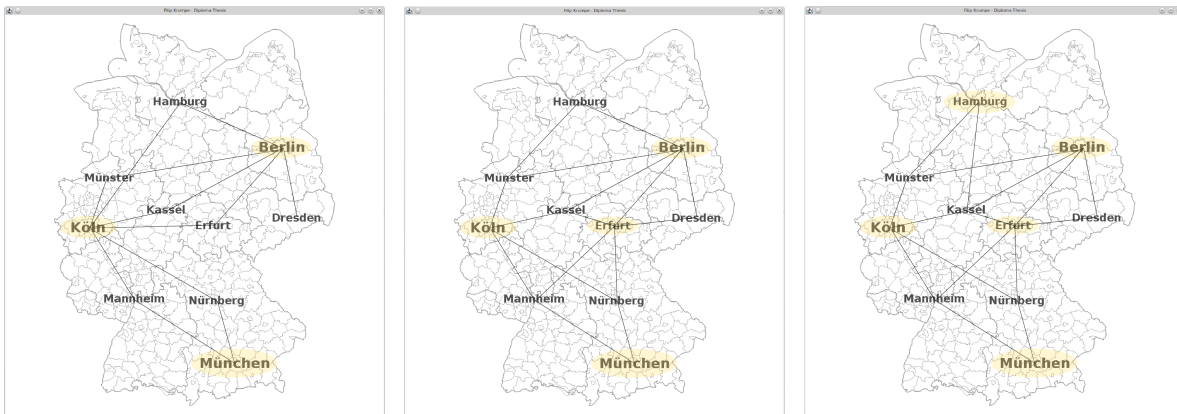 Filip Krumpe - Diploma Thesis
Hamburg
Berlin
Münster
Kassel
Dresden
Erfurt
Köln
Mannheim
Nürnberg
München
Filip Krumpe - Diploma Thesis
Hamburg
Berlin
Münster
Kassel
Dresden
Erfurt
Köln
Mannheim
Nürnberg
München
Filip Krumpe - Diploma Thesis
Hamburg
Berlin
Münster
Kassel
Dresden
Erfurt
Köln
Mannheim
Nürnberg
München